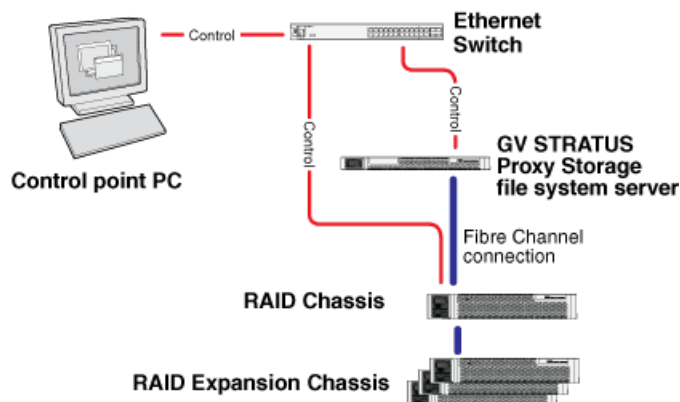 Control
Ethernet
Switch
Control
Control
GV STRATUS
Proxy Storage
file system server
Control point PC
Fibre Channel
connection
RAID Chassis
RAID Expansion Chassis